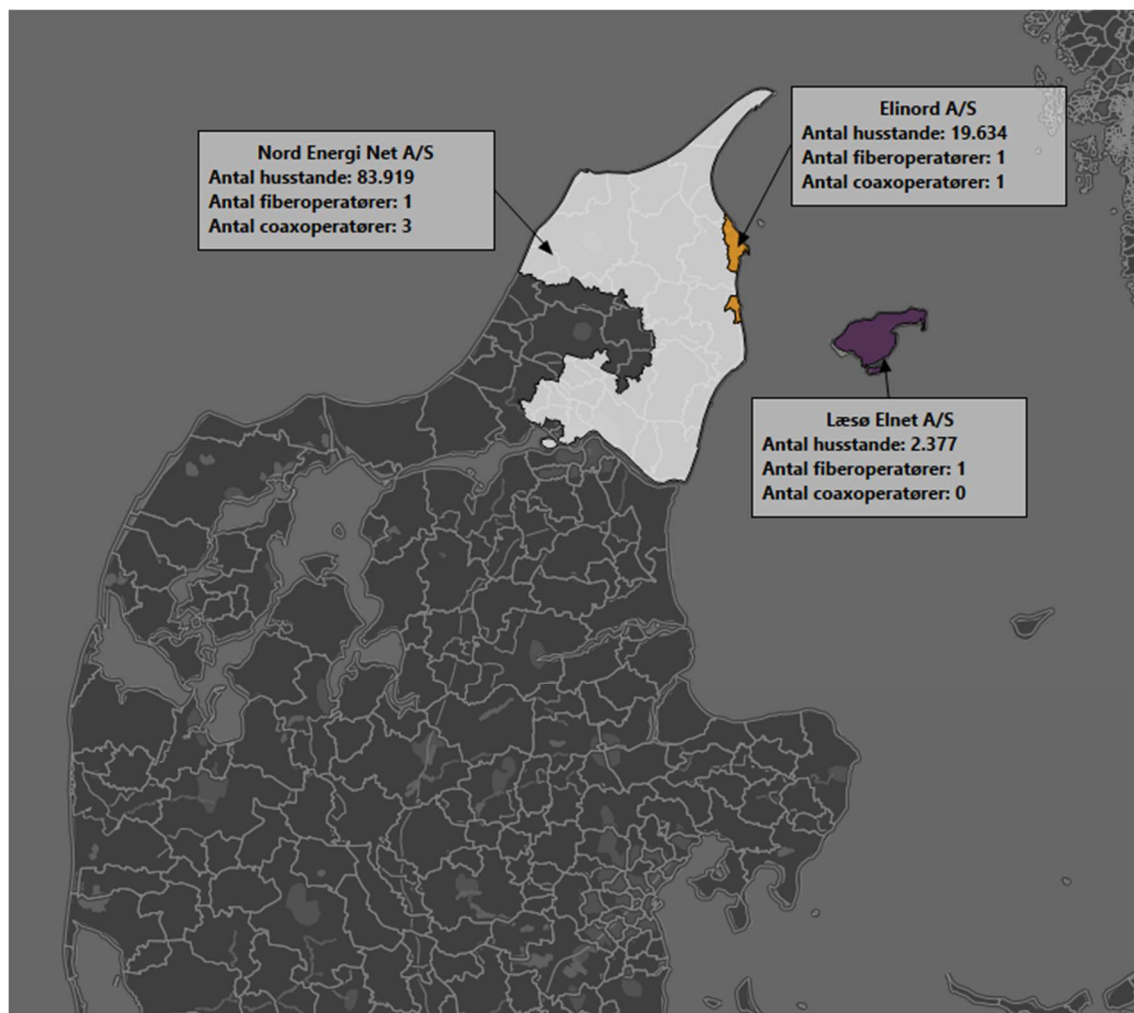 Nord Energi Net A/S
Antal husstande: 83.919
Antal fiberoperatører: 1
Antal coaxoperatører: 3
Elinord A/S
Antal husstande: 19.634
Antal fiberoperatører: 1
Antal coaxoperatører: 1
Læsø Elnet A/S
Antal husstande: 2.377
Antal fiberoperatører: 1
Antal coaxoperatører: 0